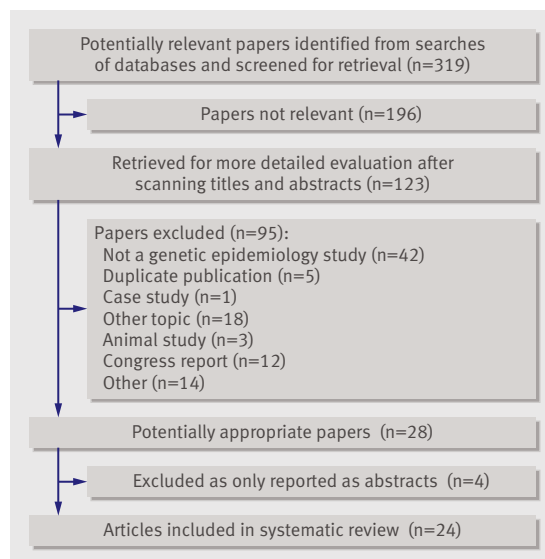 Potentially relevant papers identified from searches
of databases and screened for retrieval (n=319)
Papers not relevant (n=196)
Retrieved for more detailed evaluation after
scanning titles and abstracts (n=123)
Papers excluded (n=95):
Not a genetic epidemiology study (n=42)
Duplicate publication (n=5)
Case study (n=1)
Other topic (n=18)
Animal study (n=3)
Congress report (n=12)
Other (n=14)
Potentially appropriate papers (n=28)
Excluded as only reported as abstracts (n=4)
Articles included in systematic review (n=24)